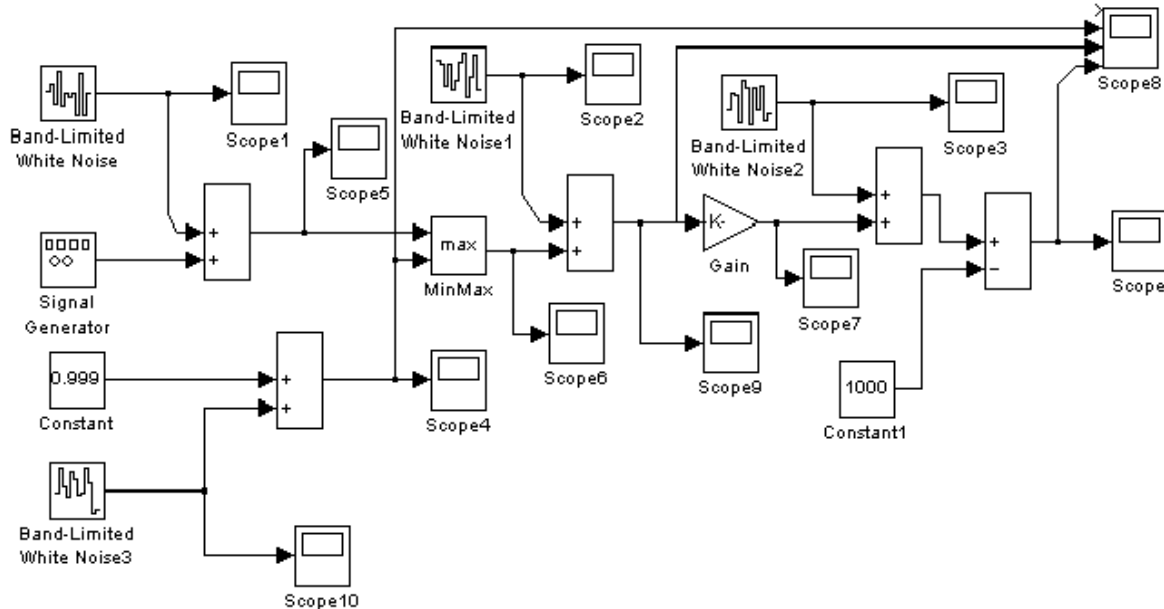 Scope8
Band-Limited
White Noise
Scope1
Band-Limited
White Noise1
Scope2
Band-Limited
White Noise2
Scope3
Scope5
+
+
Signal
Generator
max
MinMax
+
+
K-
Gain
+
+
+
−
Scope
Scope7
Scope6
Scope9
0.999
Constant
+
+
Scope4
1000
Constant1
Band-Limited
White Noise3
Scope10